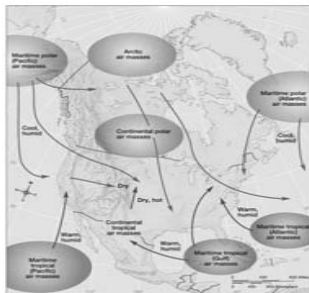 Maritime polar
(Pacific)
air masses
Arctic
air masses
Maritime polar
(Atlantic)
air masses
Continental polar
air masses
Cool,
humid
Cool,
humid
Dry
Dry, hot
Continental
tropical
air masses
Warm,
humid
Warm,
humid
Warm,
humid
Maritime
tropical
(Pacific)
air masses
Maritime
tropical (Gulf)
air masses
Maritime tropical
(Atlantic)
air masses